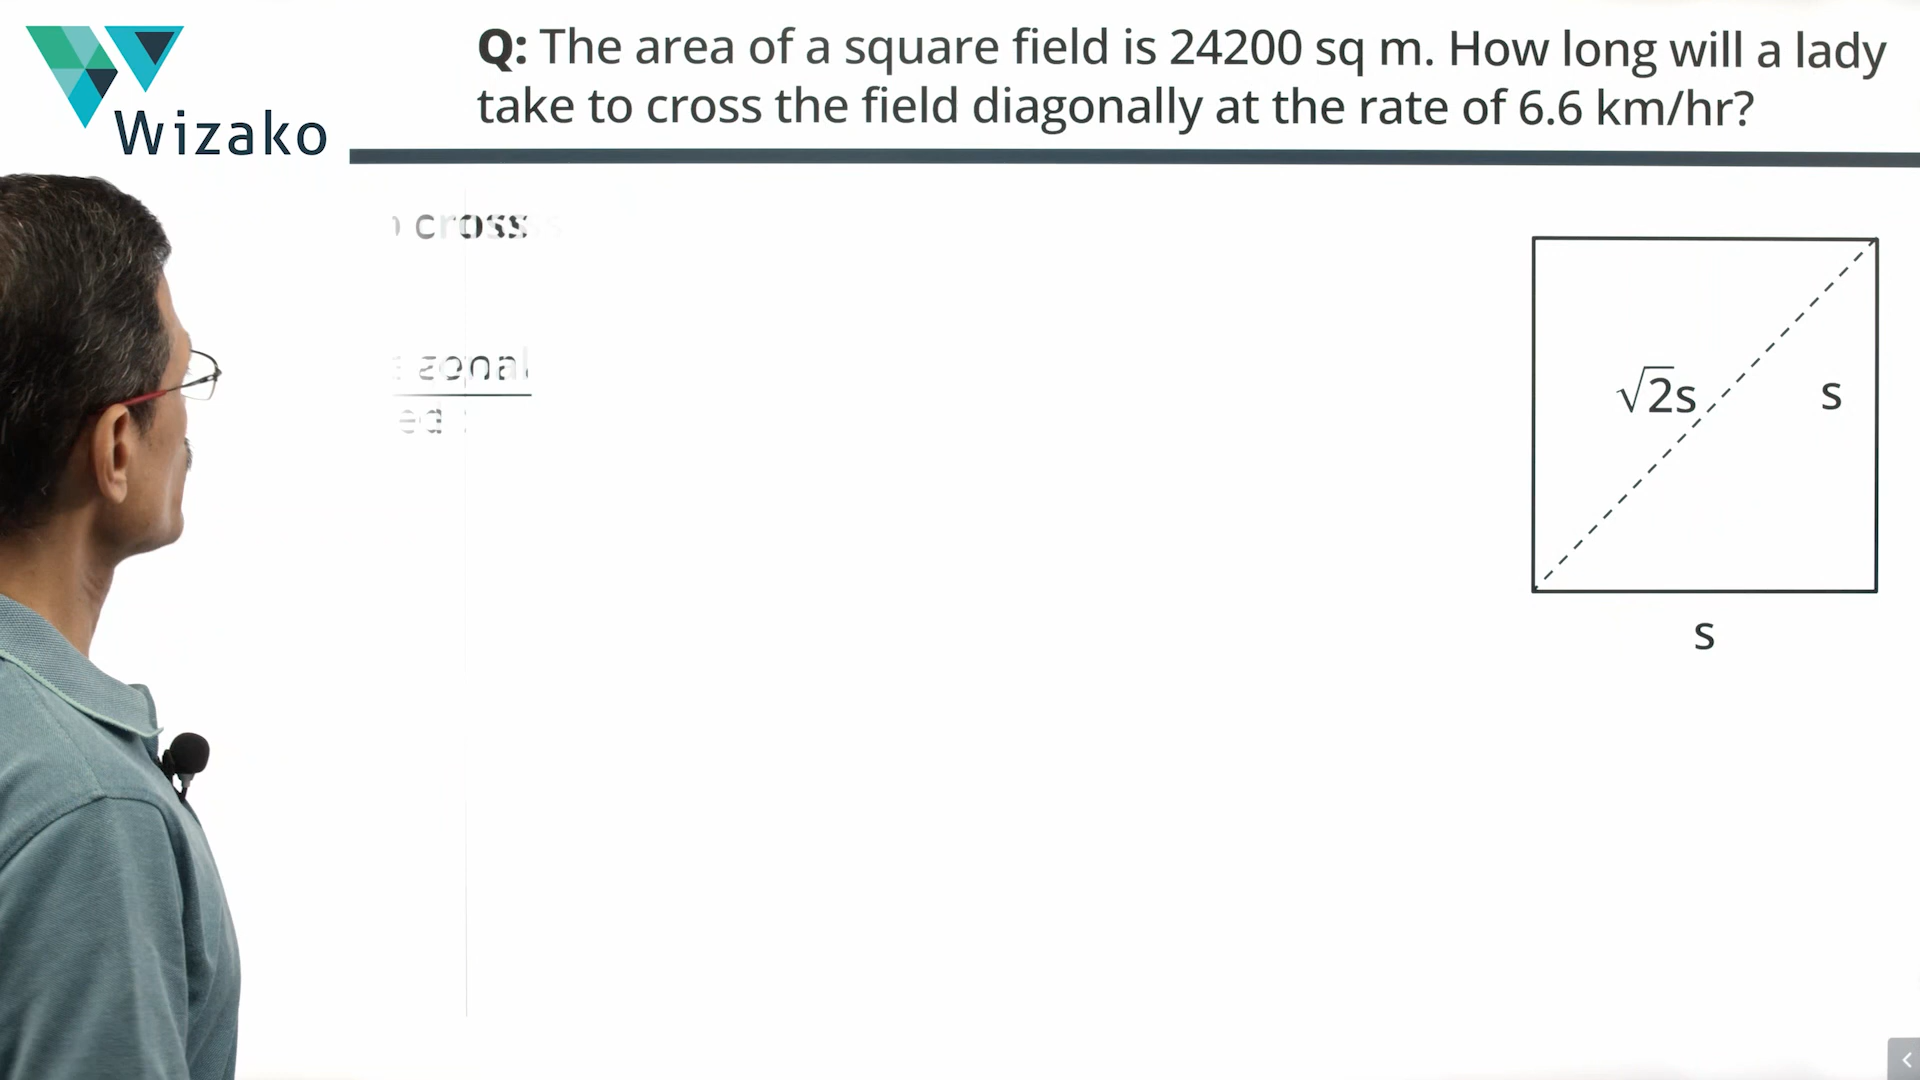 Wizako
Q: The area of a square field is 24200 sq m. How long will a lady
take to cross the field diagonally at the rate of 6.6 km/hr?
cross
√2s
s
s